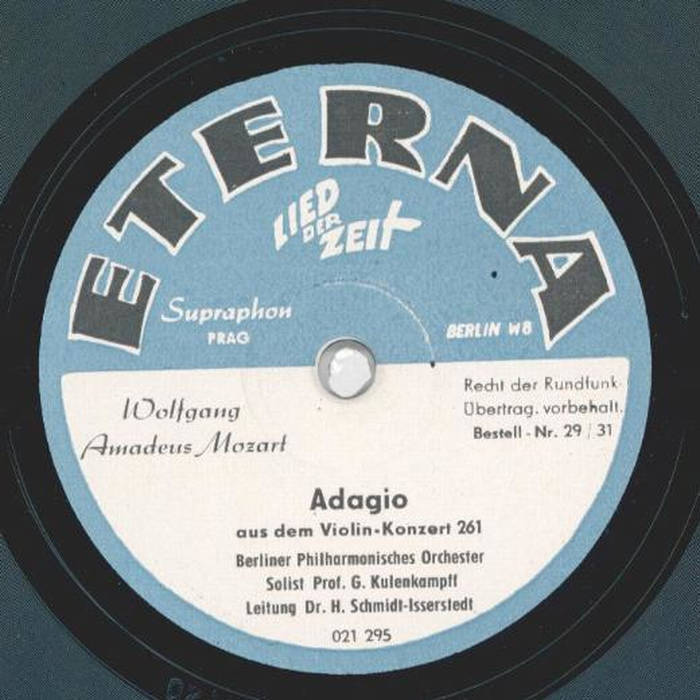 ETERNA
LIED
DER
ZEIT
Supraphon
PRAG
BERLIN W8
Wolfgang
Amadeus Mozart
Recht der Rundfunk-
Übertrag. vorbehalt.
Bestell-Nr. 29 / 31
Adagio
aus dem Violin-Konzert 261
Berliner Philharmonisches Orchester
Solist Prof. G. Kulenkampff
Leitung Dr. H. Schmidt-Isserstedt
021 295